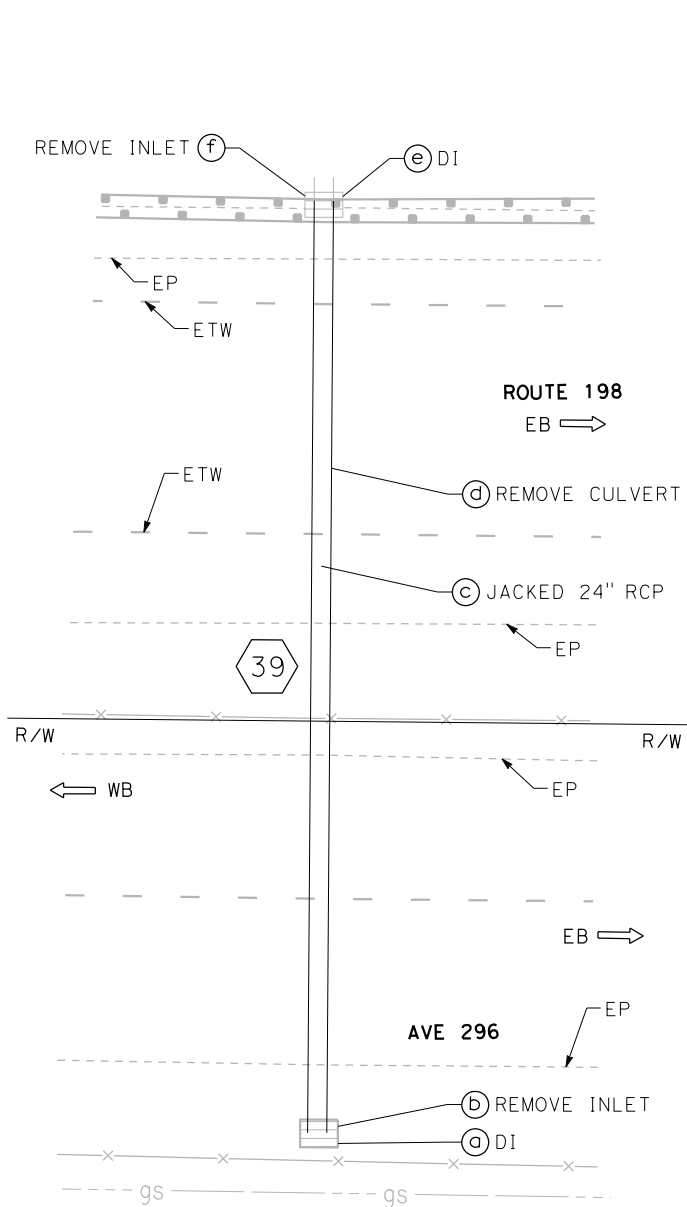 REMOVE INLET f
e DI
EP
ETW
ROUTE 198
EB
ETW
d REMOVE CULVERT
c JACKED 24" RCP
EP
39
R/W
R/W
EP
WB
EB
EP
AVE 296
b REMOVE INLET
a DI
gs
gs